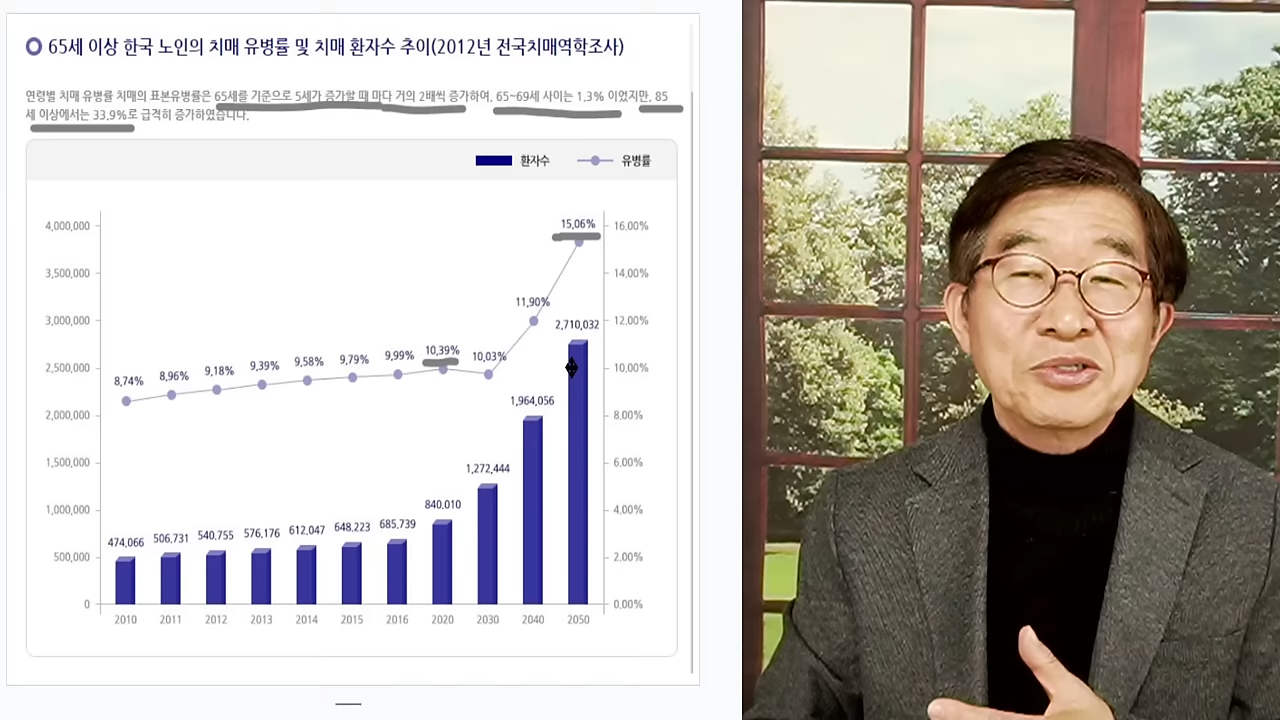 65세 이상 한국 노인의 치매 유병률 및 치매 환자수 추이(2012년 전국치매역학조사)
연령별 치매 유병률 치매의 표본유병률은 65세를 기준으로 5세가 증가할 때 마다 거의 2배씩 증가하여, 65~69세 사이는 1.3% 이었지만, 85
세 이상에서는 33.9%로 급격히 증가하였습니다.
환자수 유병률
15,06%
4,000,000 16,00%
3,500,000 14,00%
11,90%
3,000,000 12,00%
2,710,032
8,74% 8,96% 9,18% 9,39% 9,58% 9,79% 9,99% 10,39% 10,03%
2,500,000 10,00%
1,964,056
2,000,000 8,00%
1,500,000 6,00%
1,272,444
840,010
1,000,000 4,00%
474,066 506,731 540,755 576,176 612,047 648,223 685,739
500,000 2,00%
0 0,00%
2010 2011 2012 2013 2014 2015 2016 2020 2030 2040 2050